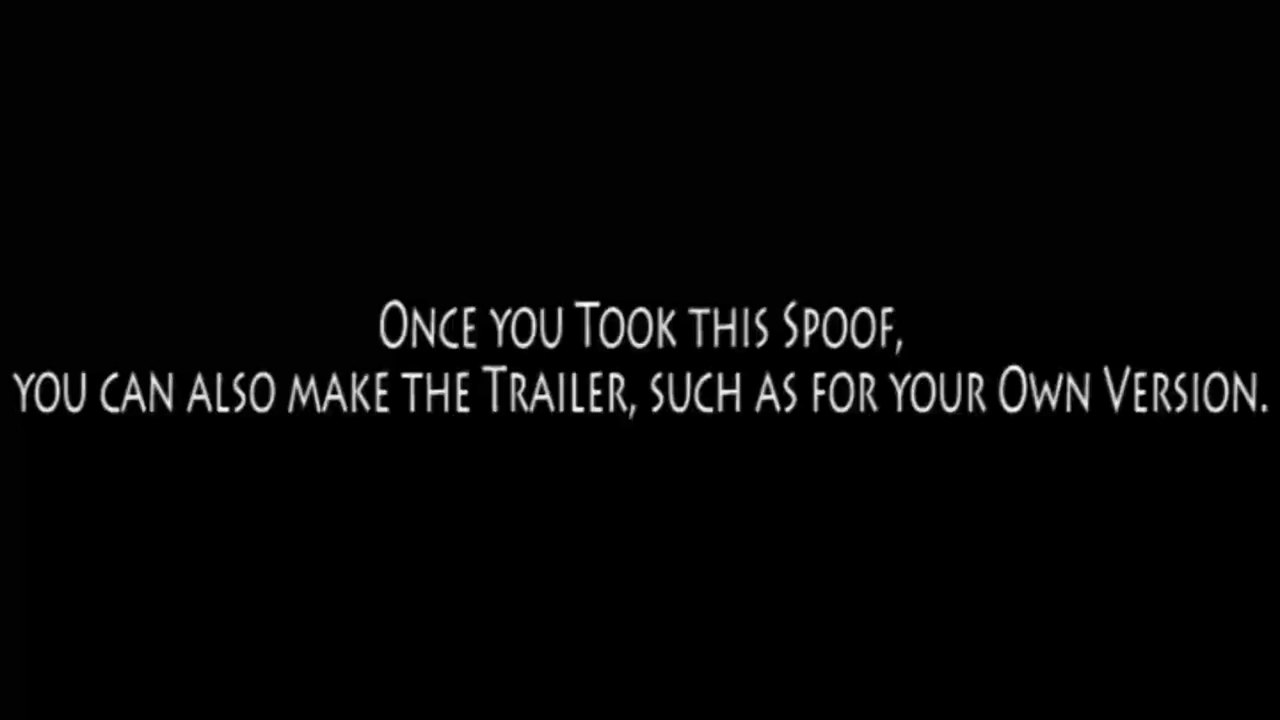 Once you Took this Spoof,
you can also make the Trailer, such as for your Own Version.